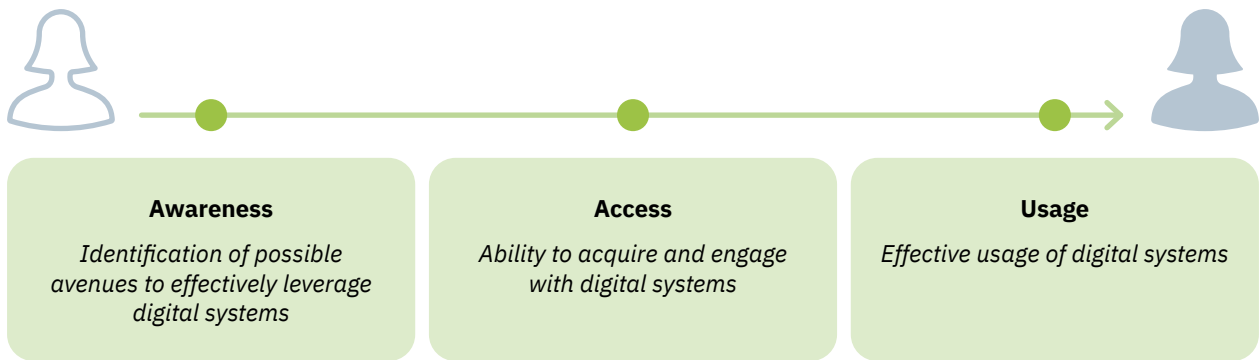 Awareness
Identification of possible
avenues to effectively leverage
digital systems
Access
Ability to acquire and engage
with digital systems
Usage
Effective usage of digital systems